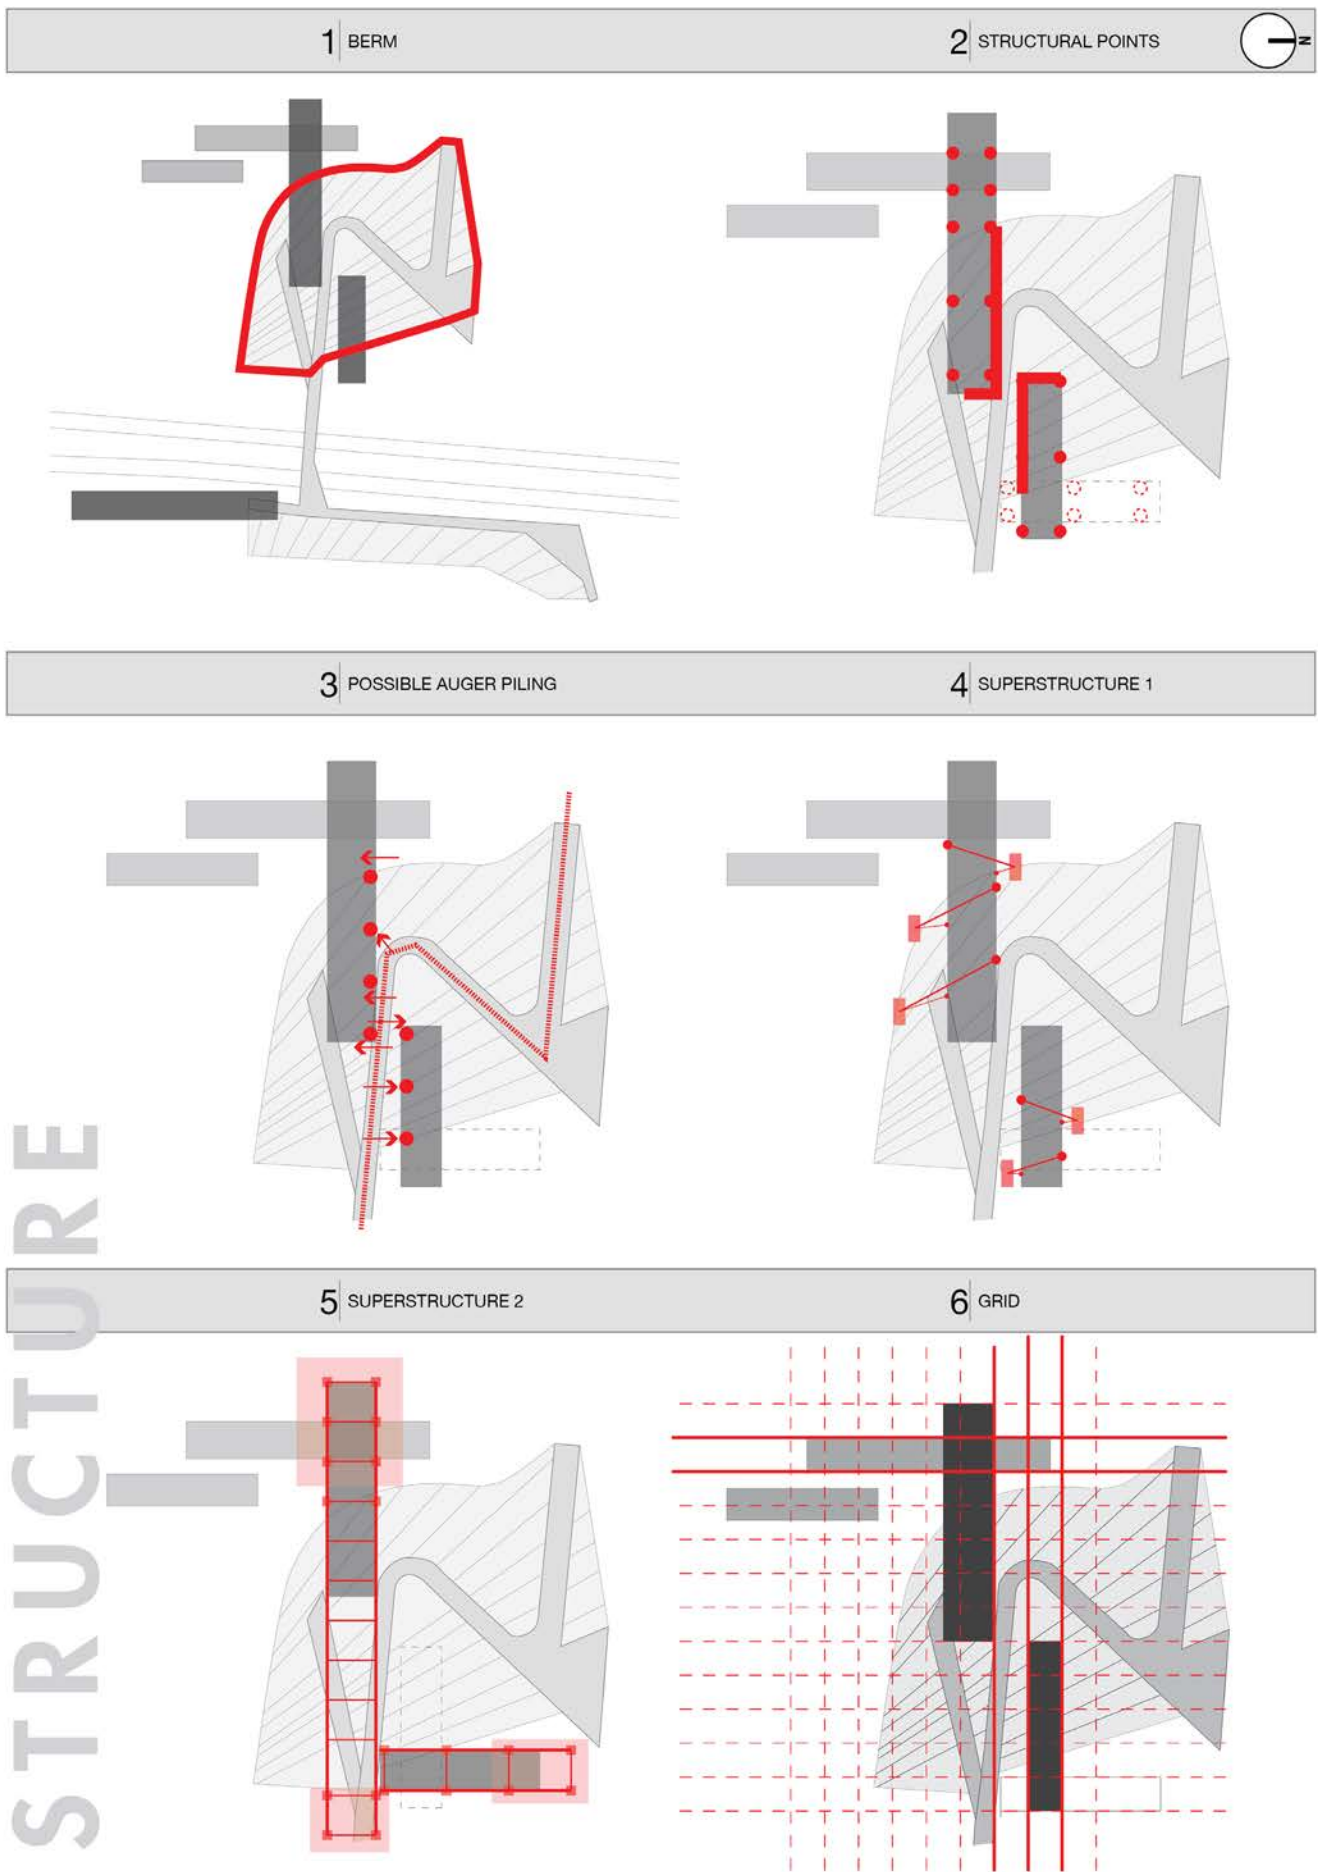 1 BERM
2 STRUCTURAL POINTS
N
3 POSSIBLE AUGER PILING
4 SUPERSTRUCTURE 1
5 SUPERSTRUCTURE 2
6 GRID
STRUCTURE